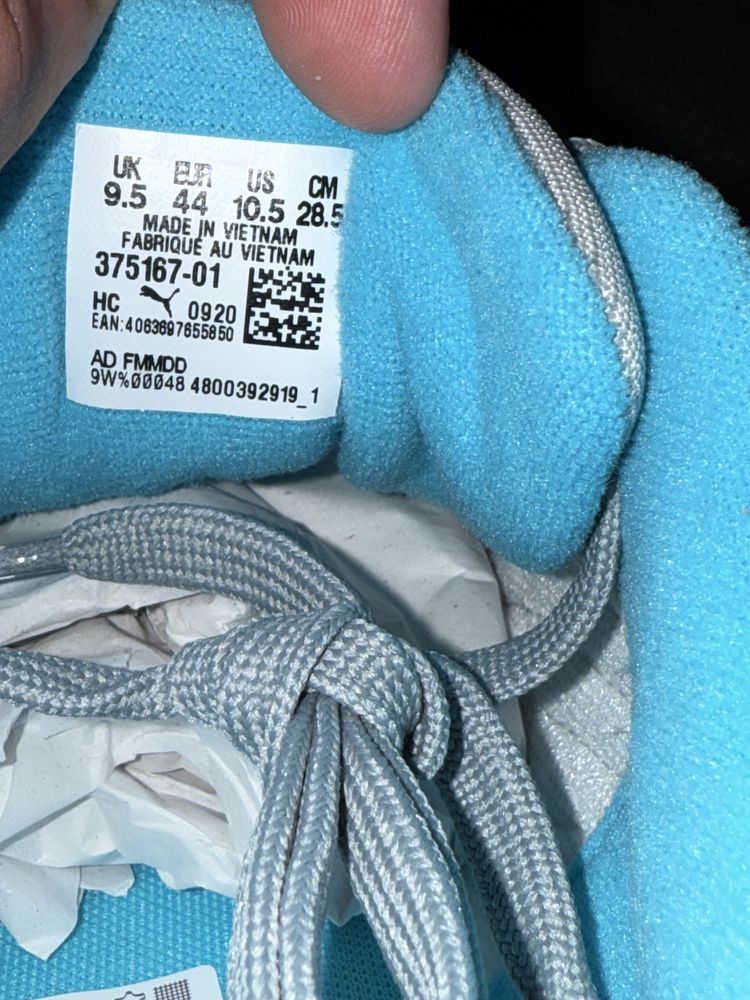 UK EUR US CM
9.5 44 10.5 28.5
MADE IN VIETNAM
FABRIQUÉ AU VIETNAM
375167-01
HC 0920
EAN:4063697655850
AD FMMDD
9W%00048 4800392919_1